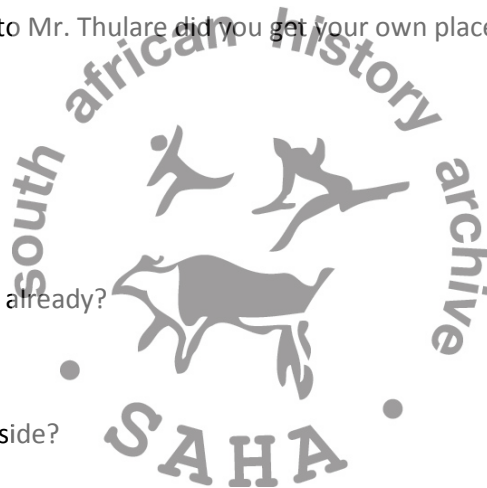 to Mr. Thulare did you get your own place
south african history archive
already?
side?
SAHA